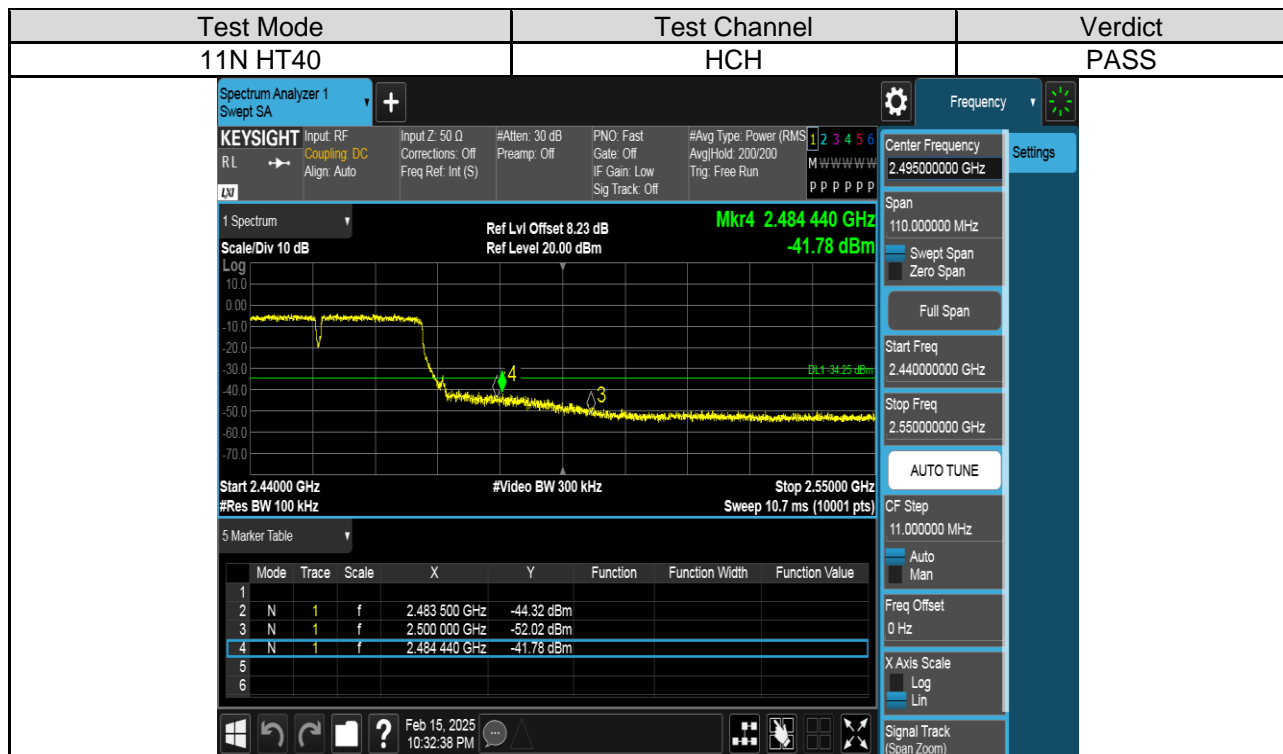 Test Mode Test Channel Verdict
11N HT40 HCH PASS
Spectrum Analyzer 1
Swept SA
+
Frequency
KEYSIGHT Input: RF Input Z: 50 Ω #Atten: 30 dB PNO: Fast #Avg Type: Power (RMS 1 2 3 4 5 6
RL Coupling: DC Corrections: Off Preamp: Off Gate: Off Avg|Hold: 200/200 M W W W W W
Align: Auto Freq Ref: Int (S) IF Gain: Low Trig: Free Run
LXI Sig Track: Off P P P P P P
Center Frequency
2.495000000 GHz
Settings
1 Spectrum
Ref Lvl Offset 8.23 dB
Mkr4 2.484 440 GHz
Scale/Div 10 dB Ref Level 20.00 dBm -41.78 dBm
Log
10.0
0.00
-10.0
-20.0
-30.0
-40.0
-50.0
-60.0
-70.0
DL1 -34.25 dBm
4
3
Start 2.44000 GHz #Video BW 300 kHz Stop 2.55000 GHz
#Res BW 100 kHz Sweep 10.7 ms (10001 pts)
Span
110.000000 MHz
Swept Span
Zero Span
Full Span
Start Freq
2.440000000 GHz
Stop Freq
2.550000000 GHz
AUTO TUNE
CF Step
11.000000 MHz
Auto
Man
Freq Offset
0 Hz
X Axis Scale
Log
Lin
Signal Track
(Span Zoom)
5 Marker Table
Mode Trace Scale X Y Function Function Width Function Value
1
2 N 1 f 2.483 500 GHz -44.32 dBm
3 N 1 f 2.500 000 GHz -52.02 dBm
4 N 1 f 2.484 440 GHz -41.78 dBm
5
6
? Feb 15, 2025
10:32:38 PM